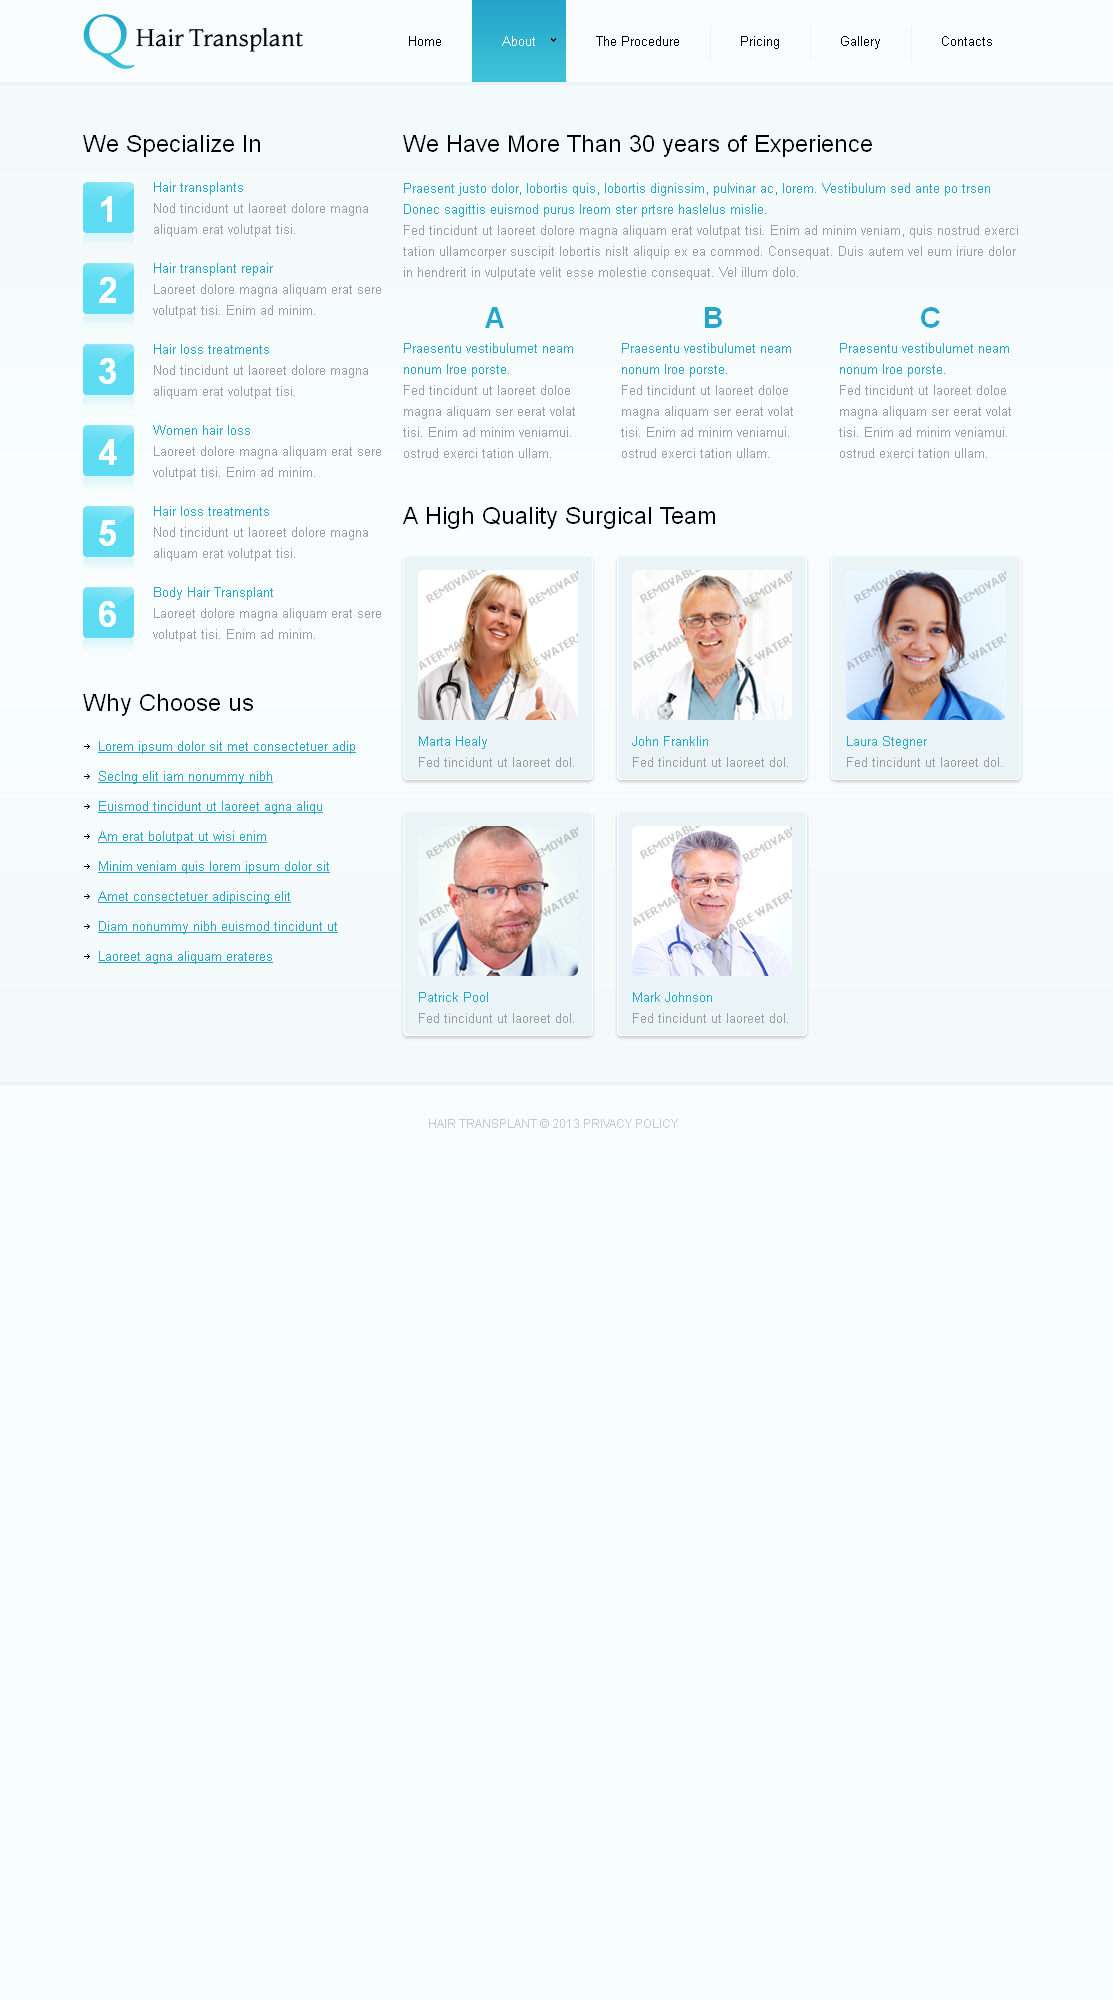 Q Hair Transplant
Home
About
The Procedure
Pricing
Gallery
Contacts
We Specialize In
1
Hair transplants
Nod tincidunt ut laoreet dolore magna
aliquam erat volutpat tisi.
2
Hair transplant repair
Laoreet dolore magna aliquam erat sere
volutpat tisi. Enim ad minim.
3
Hair loss treatments
Nod tincidunt ut laoreet dolore magna
aliquam erat volutpat tisi.
4
Women hair loss
Laoreet dolore magna aliquam erat sere
volutpat tisi. Enim ad minim.
5
Hair loss treatments
Nod tincidunt ut laoreet dolore magna
aliquam erat volutpat tisi.
6
Body Hair Transplant
Laoreet dolore magna aliquam erat sere
volutpat tisi. Enim ad minim.
Why Choose us
Lorem ipsum dolor sit met consectetuer adip
SecIng elit iam nonummy nibh
Euismod tincidunt ut laoreet agna aliqu
Am erat bolutpat ut wisi enim
Minim veniam quis lorem ipsum dolor sit
Amet consectetuer adipiscing elit
Diam nonummy nibh euismod tincidunt ut
Laoreet agna aliquam erateres
We Have More Than 30 years of Experience
Praesent justo dolor, lobortis quis, lobortis dignissim, pulvinar ac, lorem. Vestibulum sed ante po trsen
Donec sagittis euismod purus lreom ster prtsre haslelus mislie.
Fed tincidunt ut laoreet dolore magna aliquam erat volutpat tisi. Enim ad minim veniam, quis nostrud exerci
tation ullamcorper suscipit lobortis nislt aliquip ex ea commod. Consequat. Duis autem vel eum iriure dolor
in hendrerit in vulputate velit esse molestie consequat. Vel illum dolo.
A
Praesentu vestibulumet neam
nonum lroe porste.
Fed tincidunt ut laoreet doloe
magna aliquam ser eerat volat
tisi. Enim ad minim veniamui.
ostrud exerci tation ullam.
B
Praesentu vestibulumet neam
nonum lroe porste.
Fed tincidunt ut laoreet doloe
magna aliquam ser eerat volat
tisi. Enim ad minim veniamui.
ostrud exerci tation ullam.
C
Praesentu vestibulumet neam
nonum lroe porste.
Fed tincidunt ut laoreet doloe
magna aliquam ser eerat volat
tisi. Enim ad minim veniamui.
ostrud exerci tation ullam.
A High Quality Surgical Team
Marta Healy
Fed tincidunt ut laoreet dol.
John Franklin
Fed tincidunt ut laoreet dol.
Laura Stegner
Fed tincidunt ut laoreet dol.
Patrick Pool
Fed tincidunt ut laoreet dol.
Mark Johnson
Fed tincidunt ut laoreet dol.
HAIR TRANSPLANT © 2013 PRIVACY POLICY